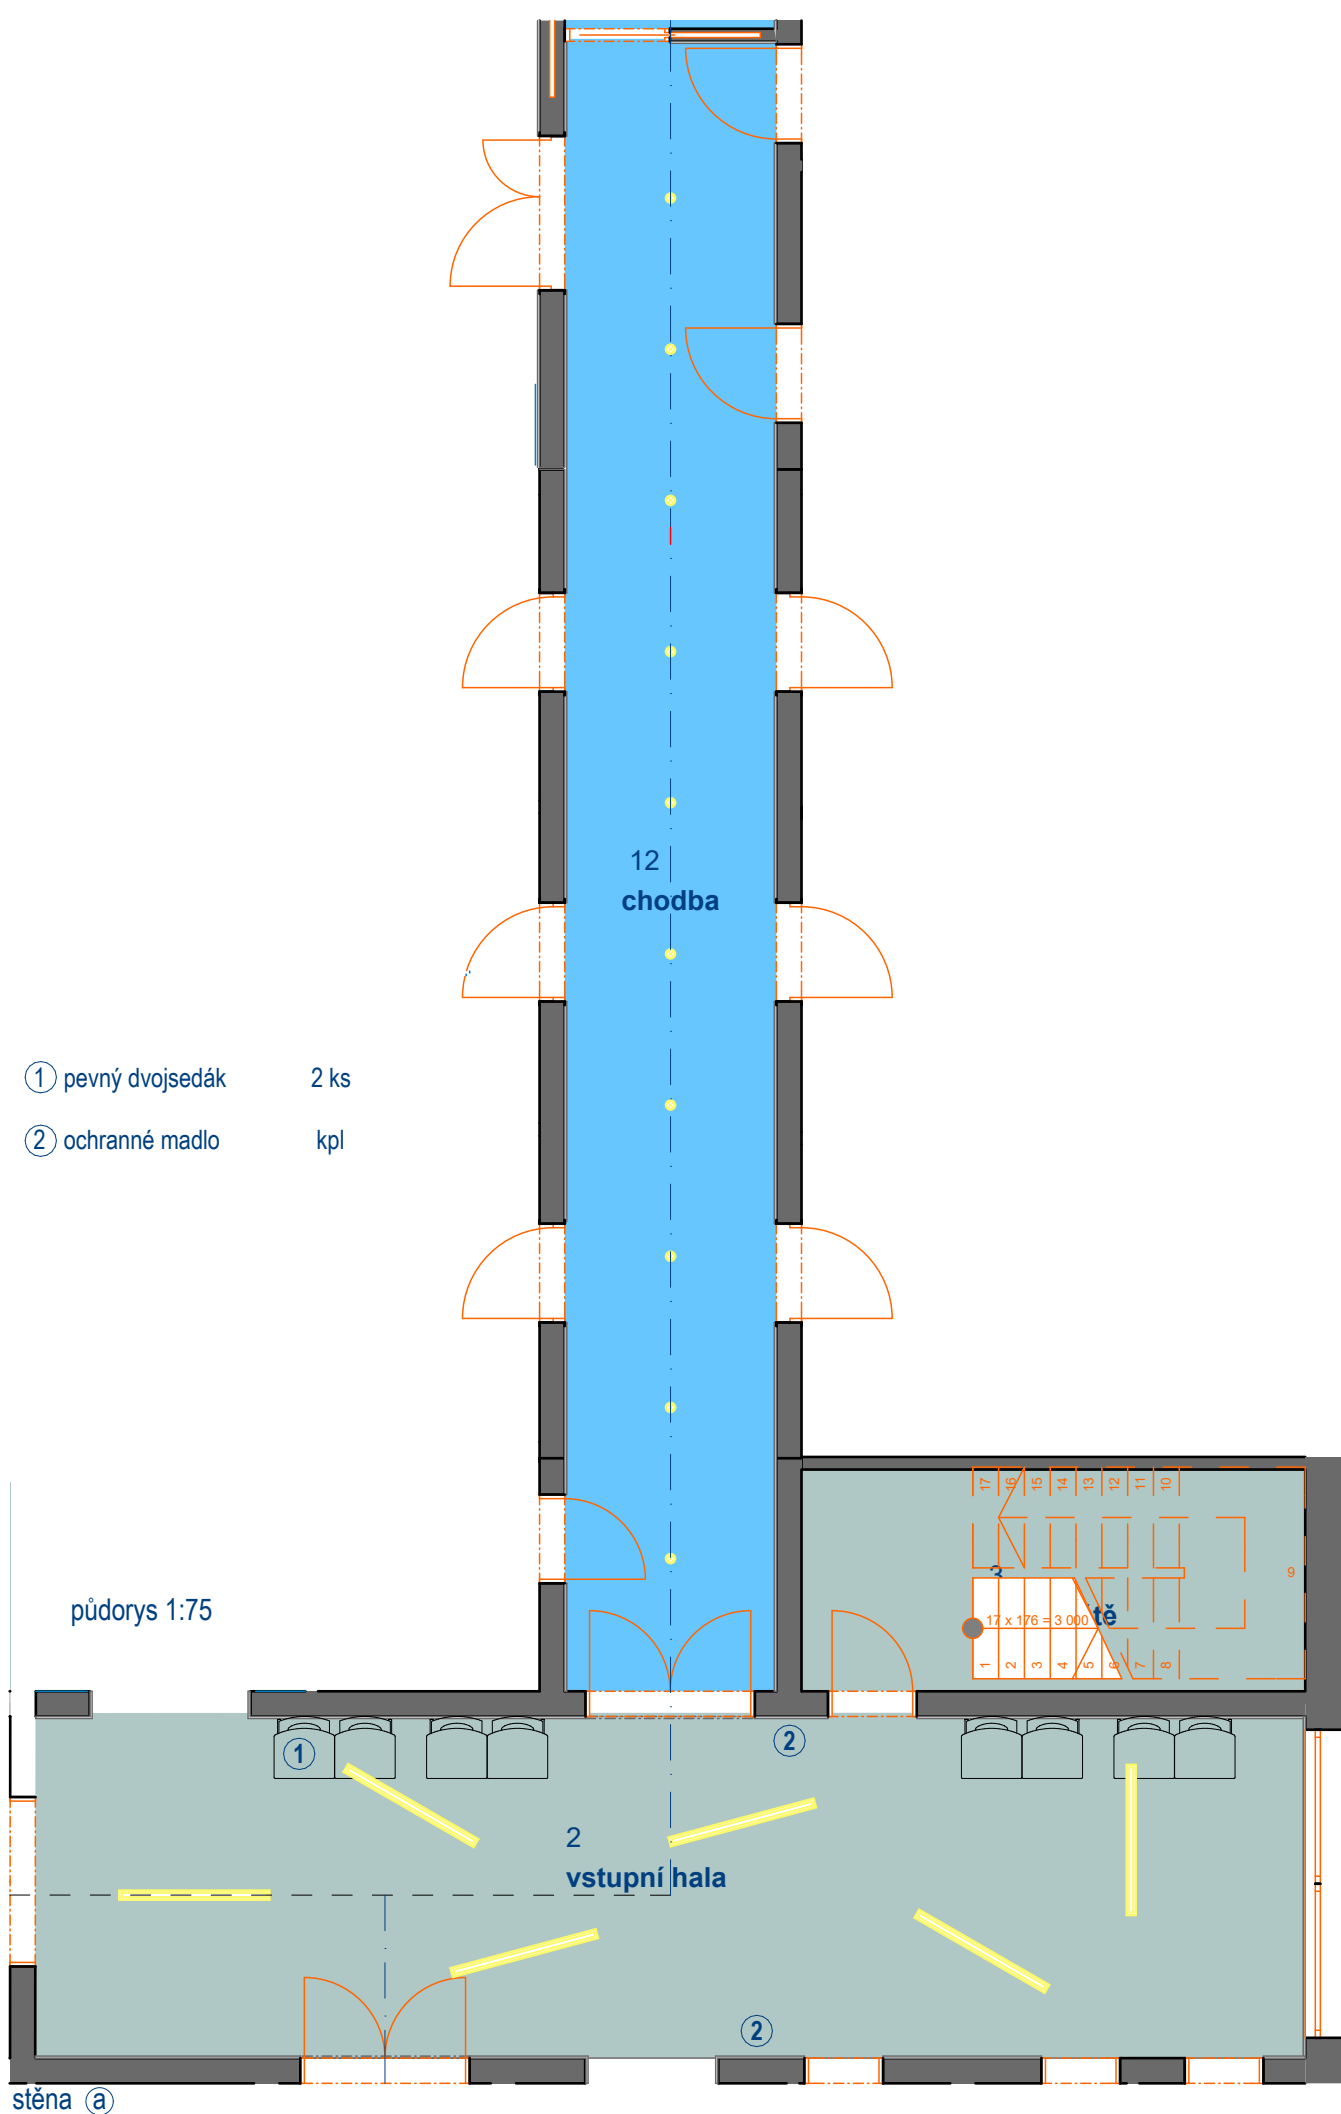 12
chodba
1 pevný dvojsedák 2 ks
2 ochranné madlo kpl
17 16 15 14 13 12 11 10
9
3
17 x 176 = 3 000
1 2 3 4 5 6 7 8
půdorys 1:75
1
2
2
vstupní hala
2
stěna a